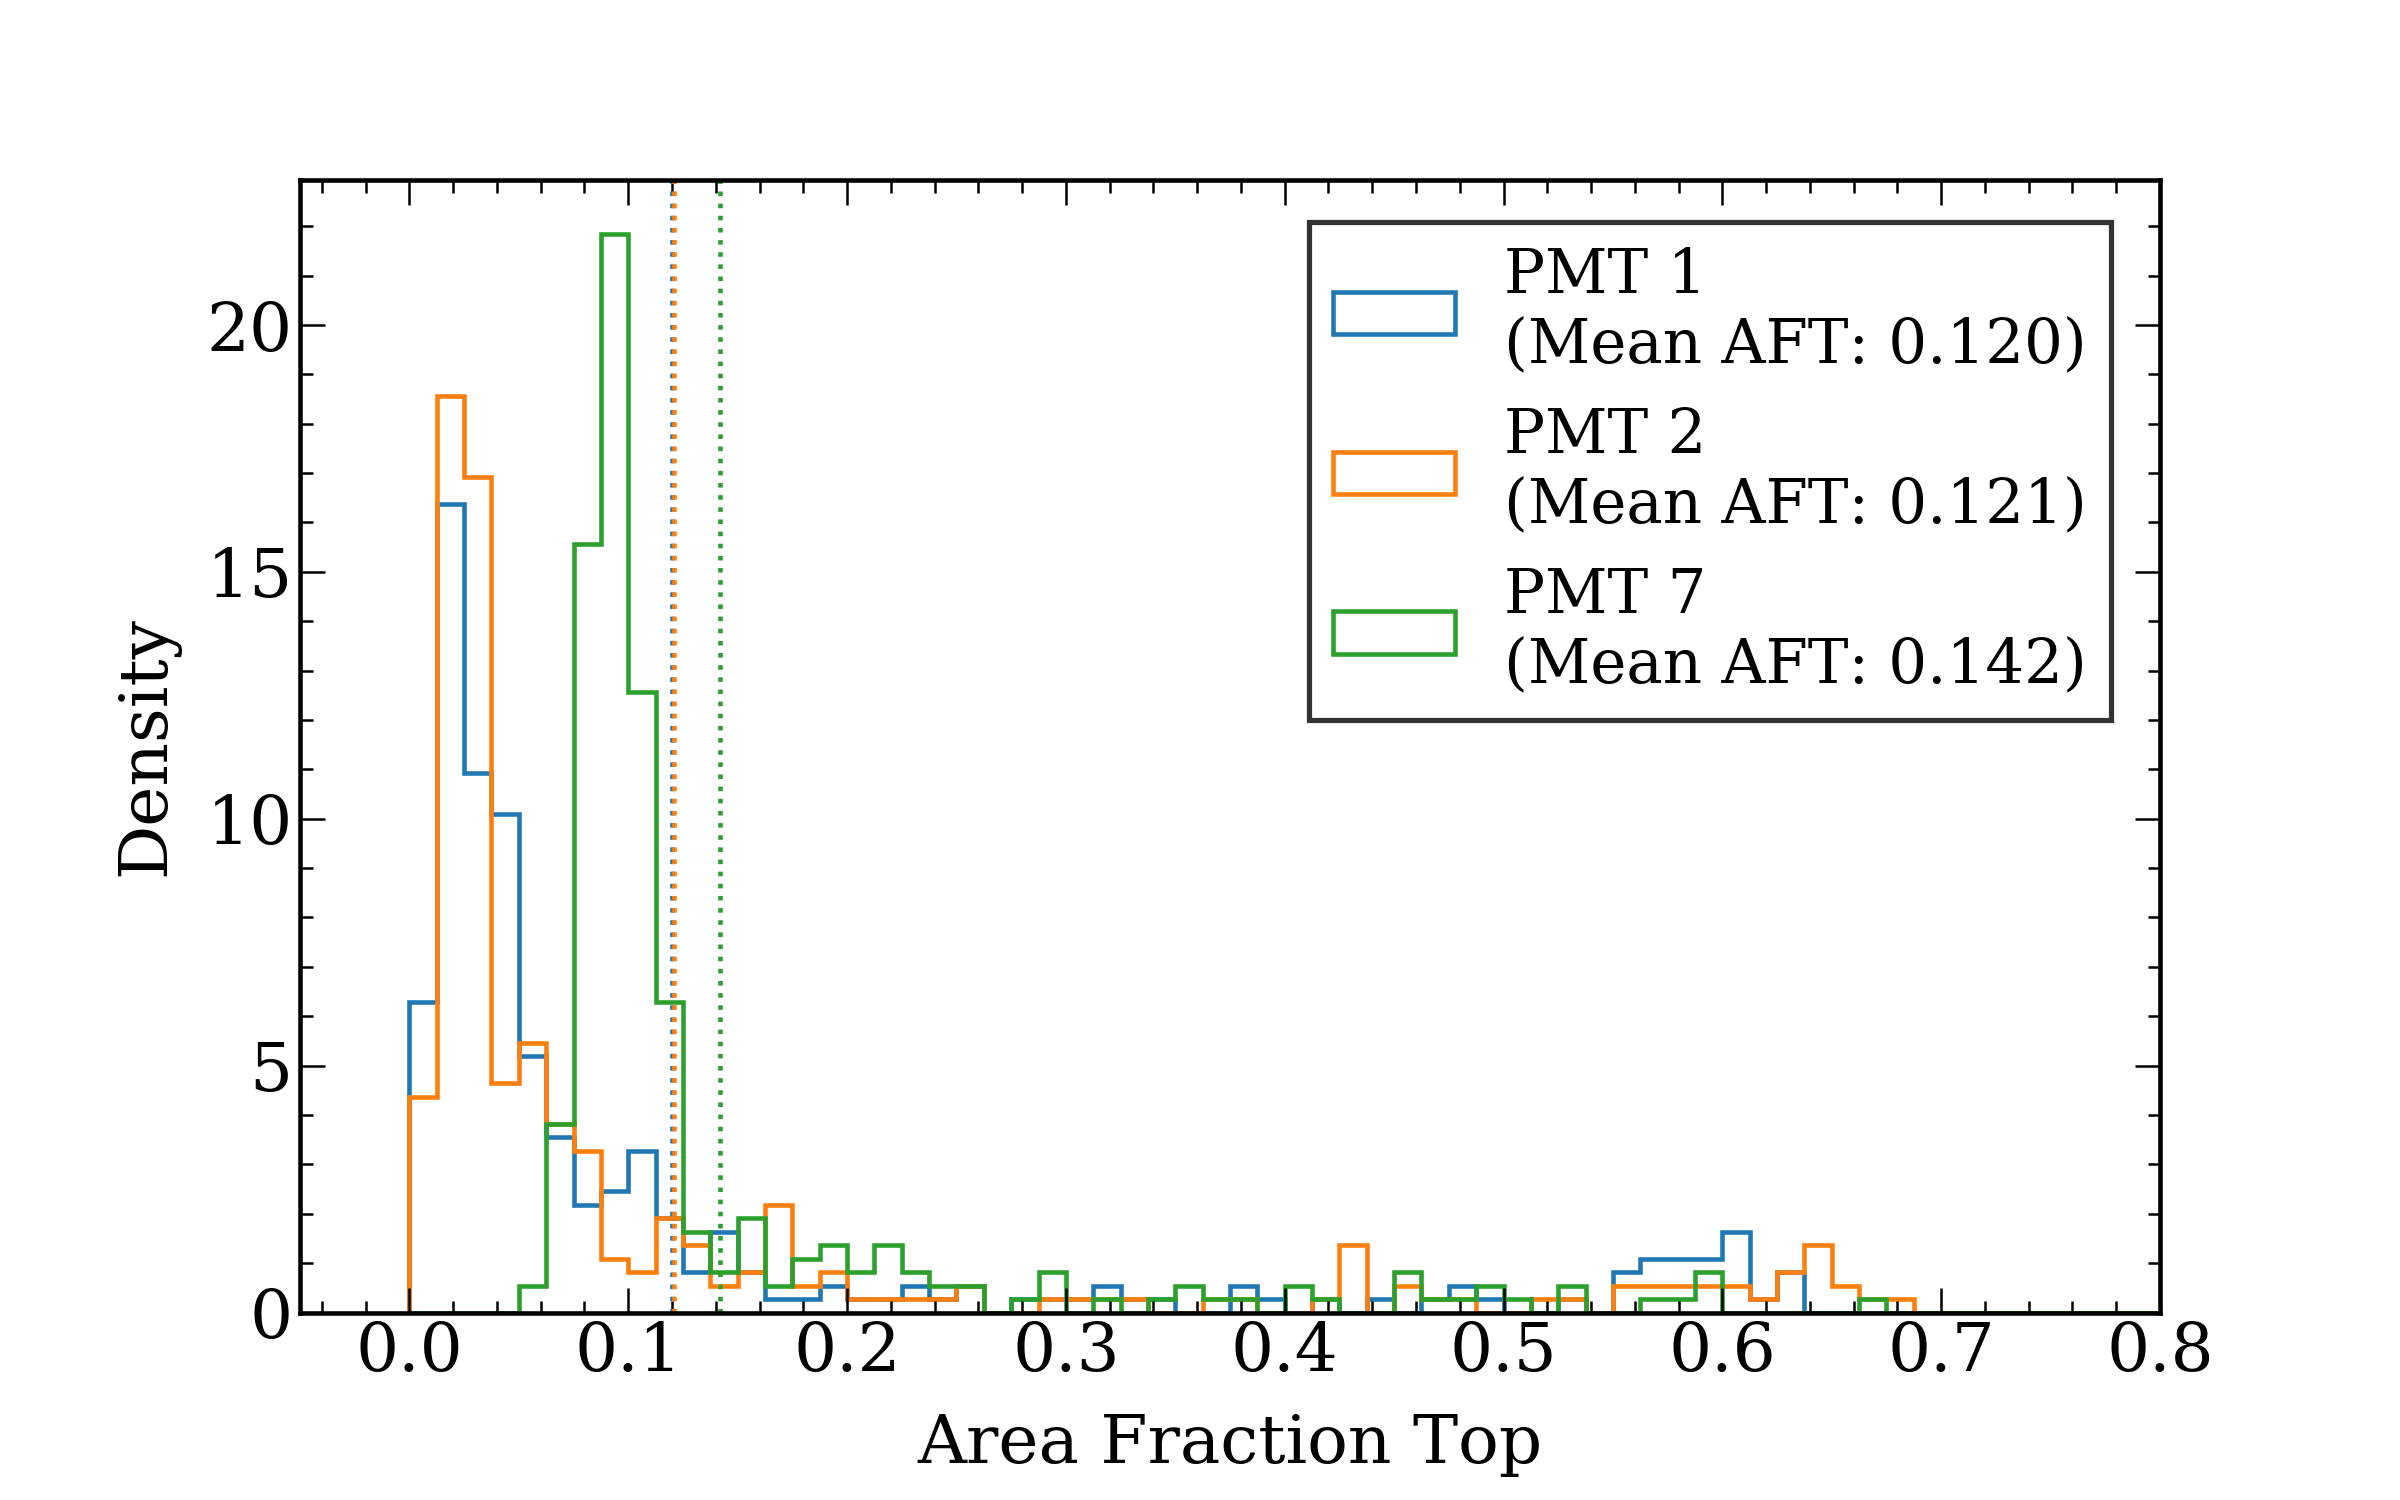 PMT 1
(Mean AFT: 0.120)
PMT 2
(Mean AFT: 0.121)
PMT 7
(Mean AFT: 0.142)
20
15
10
5
0
Density
0.0 0.1 0.2 0.3 0.4 0.5 0.6 0.7 0.8
Area Fraction Top